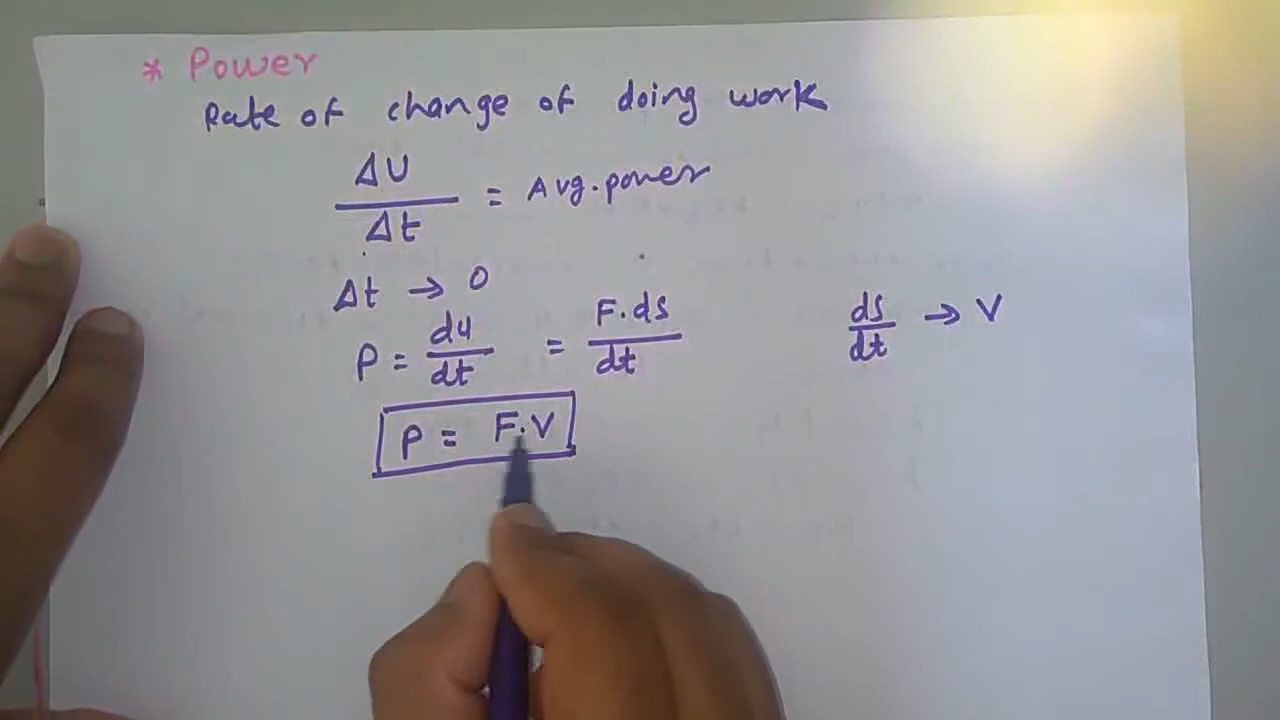 * Power
Rate of change of doing work
ΔU / Δt = Avg. power
Δt → 0
P = du/dt = F.ds/dt    ds/dt → V
P = F.V